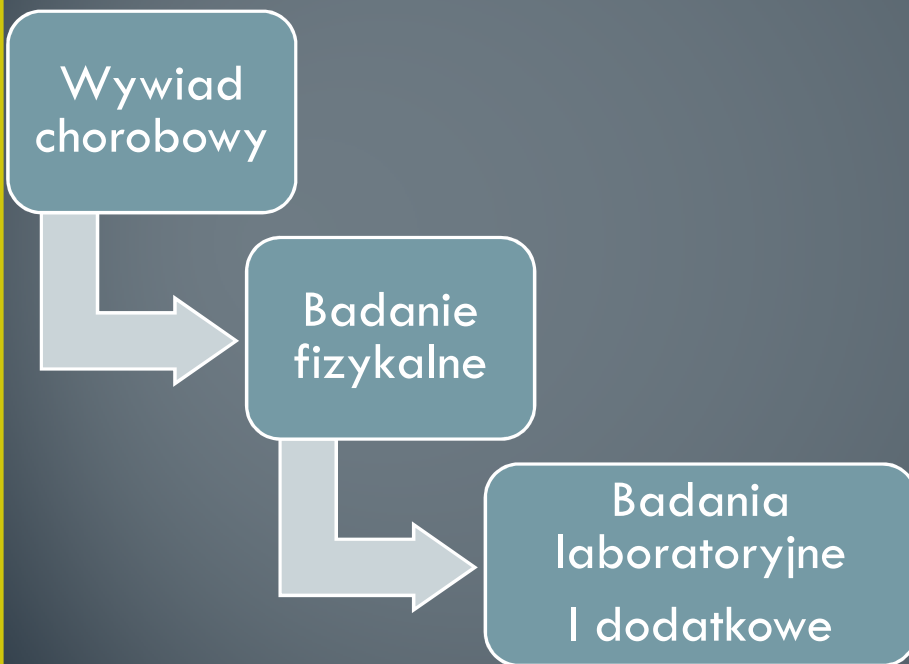 Wywiad
chorobowy
Badanie
fizykalne
Badania
laboratoryjne
I dodatkowe